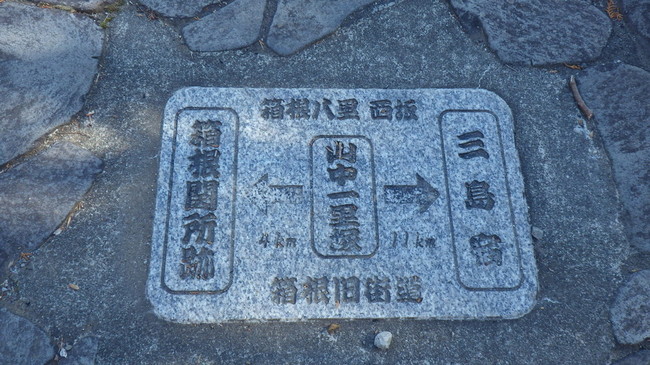 箱根八里 西坂
箱根関所跡
← 4km
山中一里塚
→ 11km
三島宿
箱根旧街道